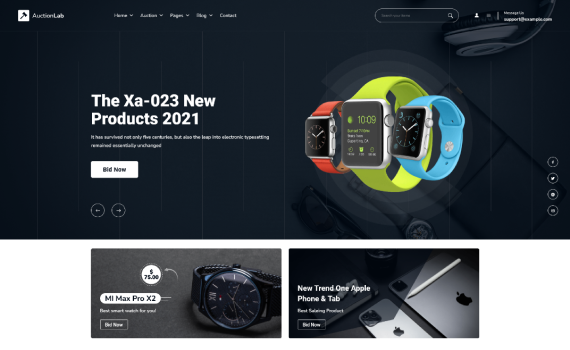 AuctionLab
Home Auction Pages Blog Contact
Message Us
support@example.com
The Xa-023 New
Products 2021
It has survived not only five centuries, but also the leap into electronic typesetting
remained essentially unchanged
Bid Now
10:09
$
75.00
MI Max Pro X2
Best smart watch for you!
Bid Now
New Trend One Apple
Phone & Tab
Best Saleing Product
Bid Now